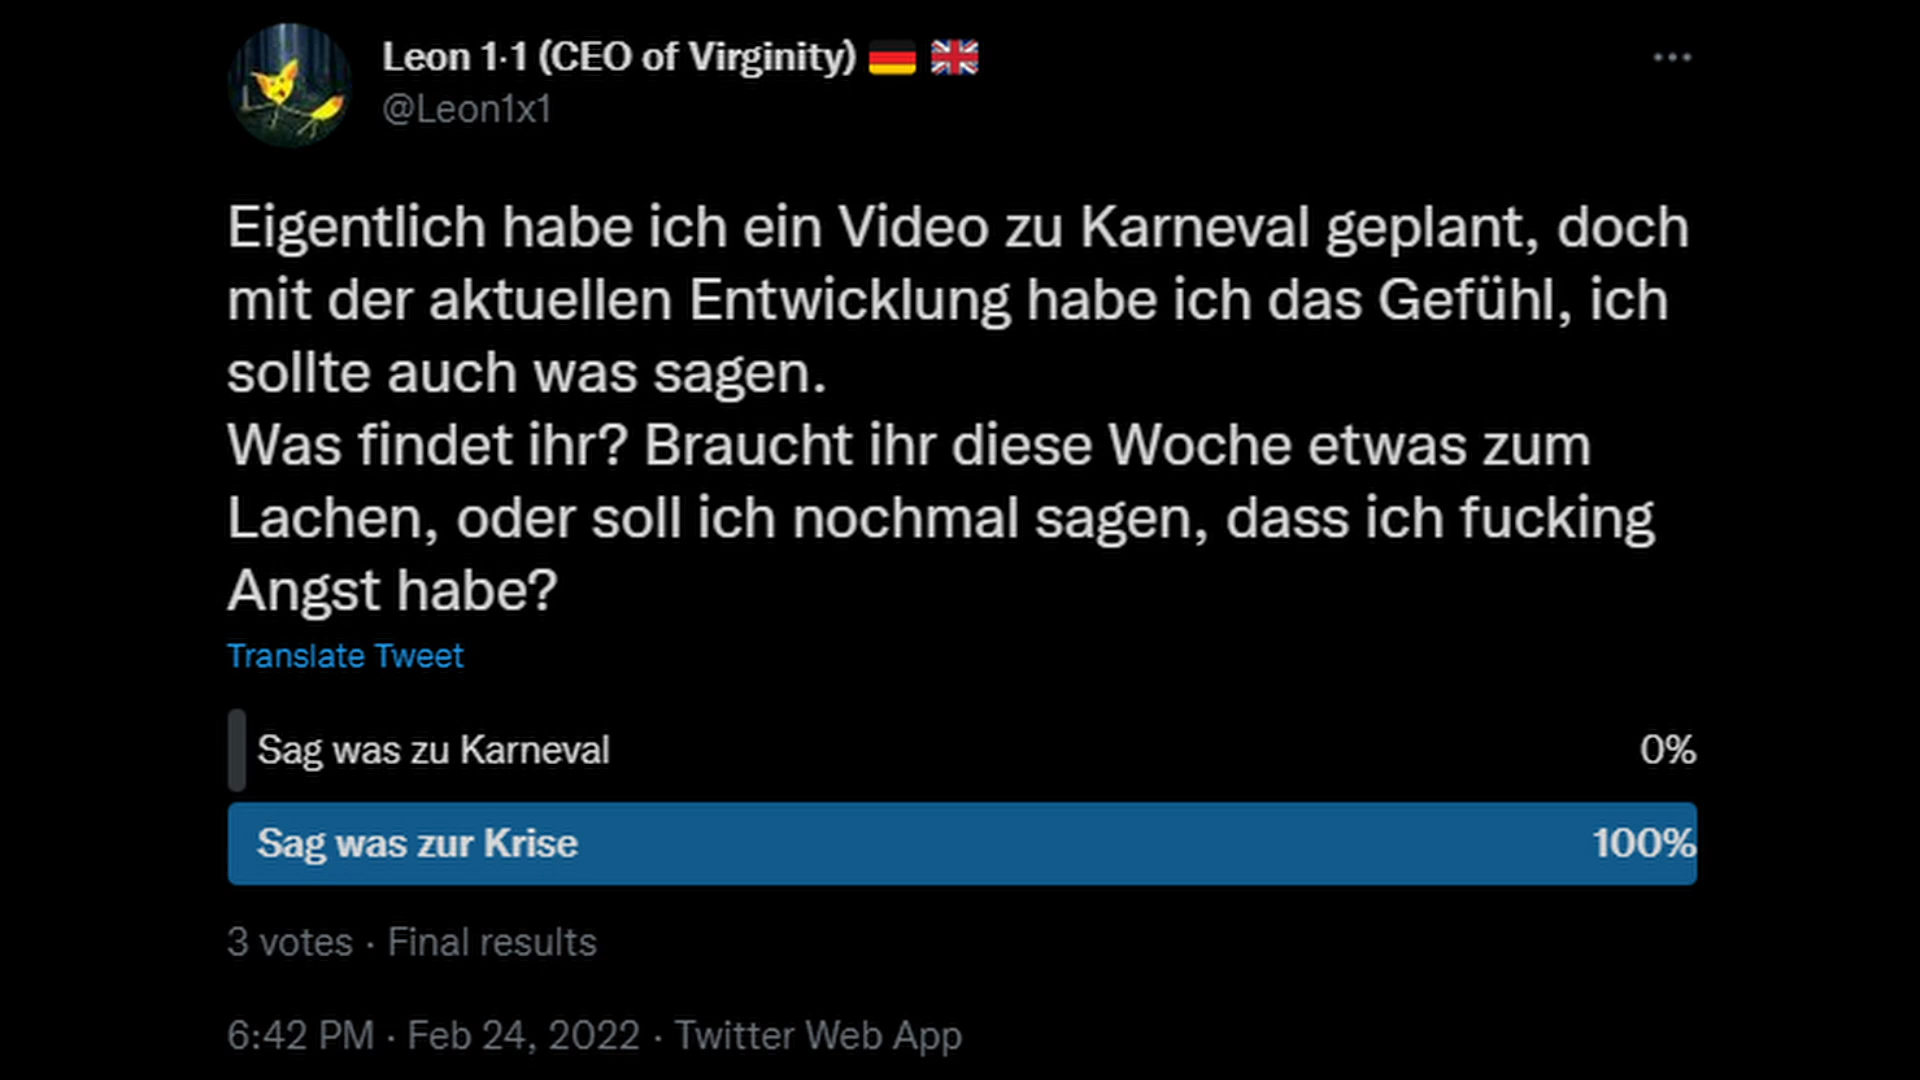 Leon 1·1 (CEO of Virginity) 🇩🇪 🇬🇧
@Leon1x1
Eigentlich habe ich ein Video zu Karneval geplant, doch
mit der aktuellen Entwicklung habe ich das Gefühl, ich
sollte auch was sagen.
Was findet ihr? Braucht ihr diese Woche etwas zum
Lachen, oder soll ich nochmal sagen, dass ich fucking
Angst habe?
Translate Tweet
Sag was zu Karneval 0%
Sag was zur Krise 100%
3 votes · Final results
6:42 PM · Feb 24, 2022 · Twitter Web App